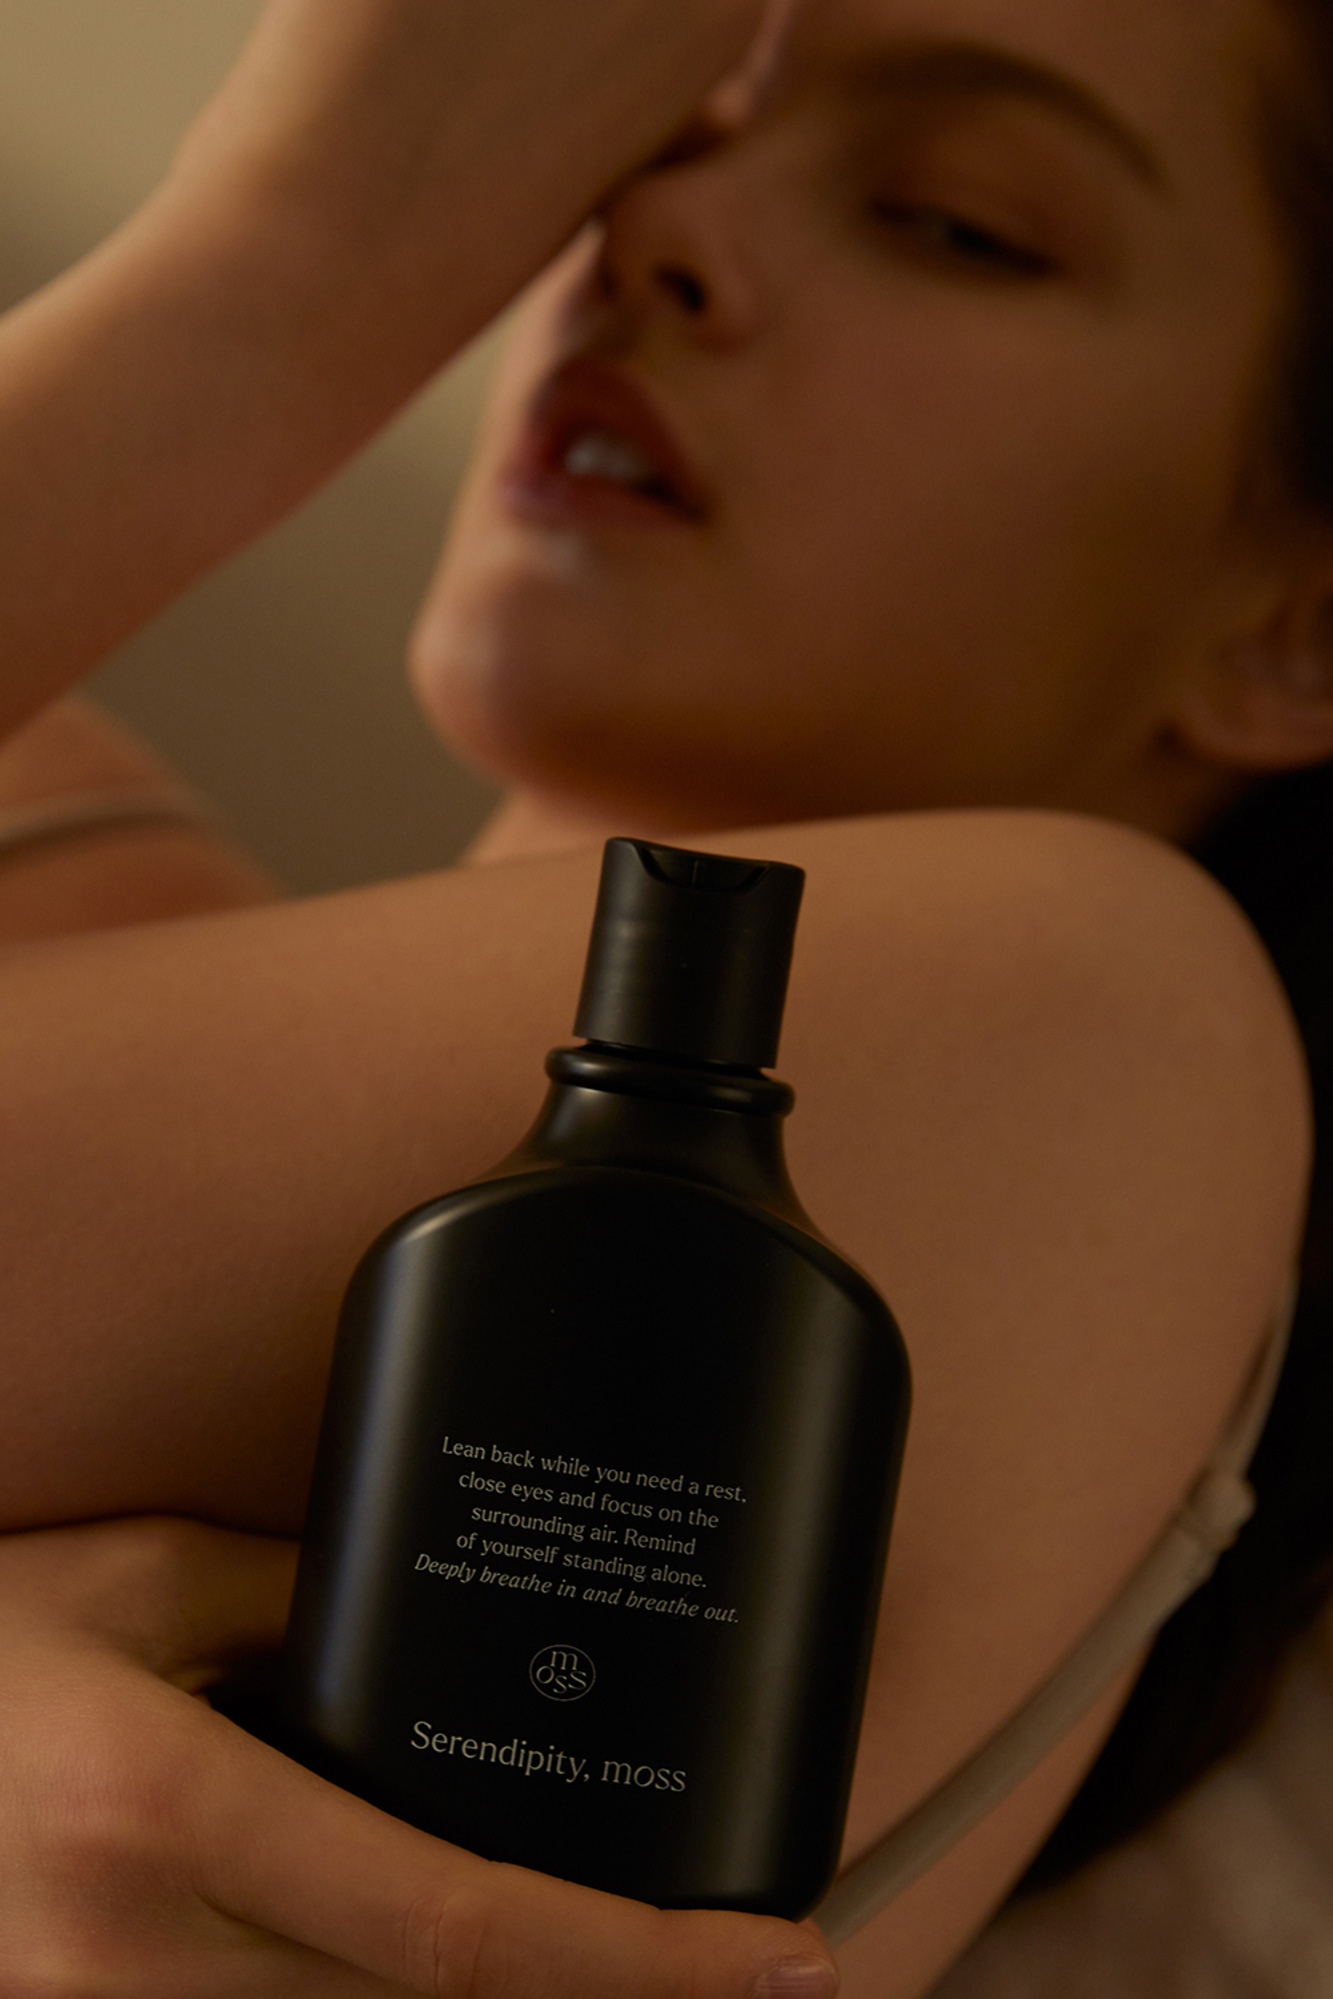 Lean back while you need a rest,
close eyes and focus on the
surrounding air. Remind
of yourself standing alone.
Deeply breathe in and breathe out.
m
oss
Serendipity, moss